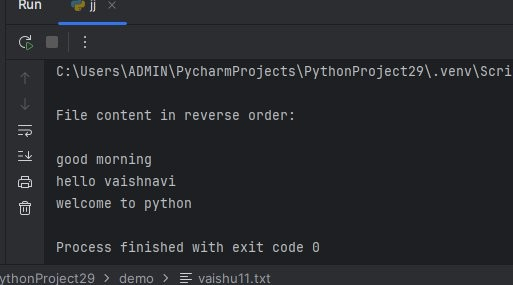 Run
jj
C:\Users\ADMIN\PycharmProjects\PythonProject29\.venv\Scri
File content in reverse order:
good morning
hello vaishnavi
welcome to python
Process finished with exit code 0
ythonProject29 > demo > vaishu11.txt